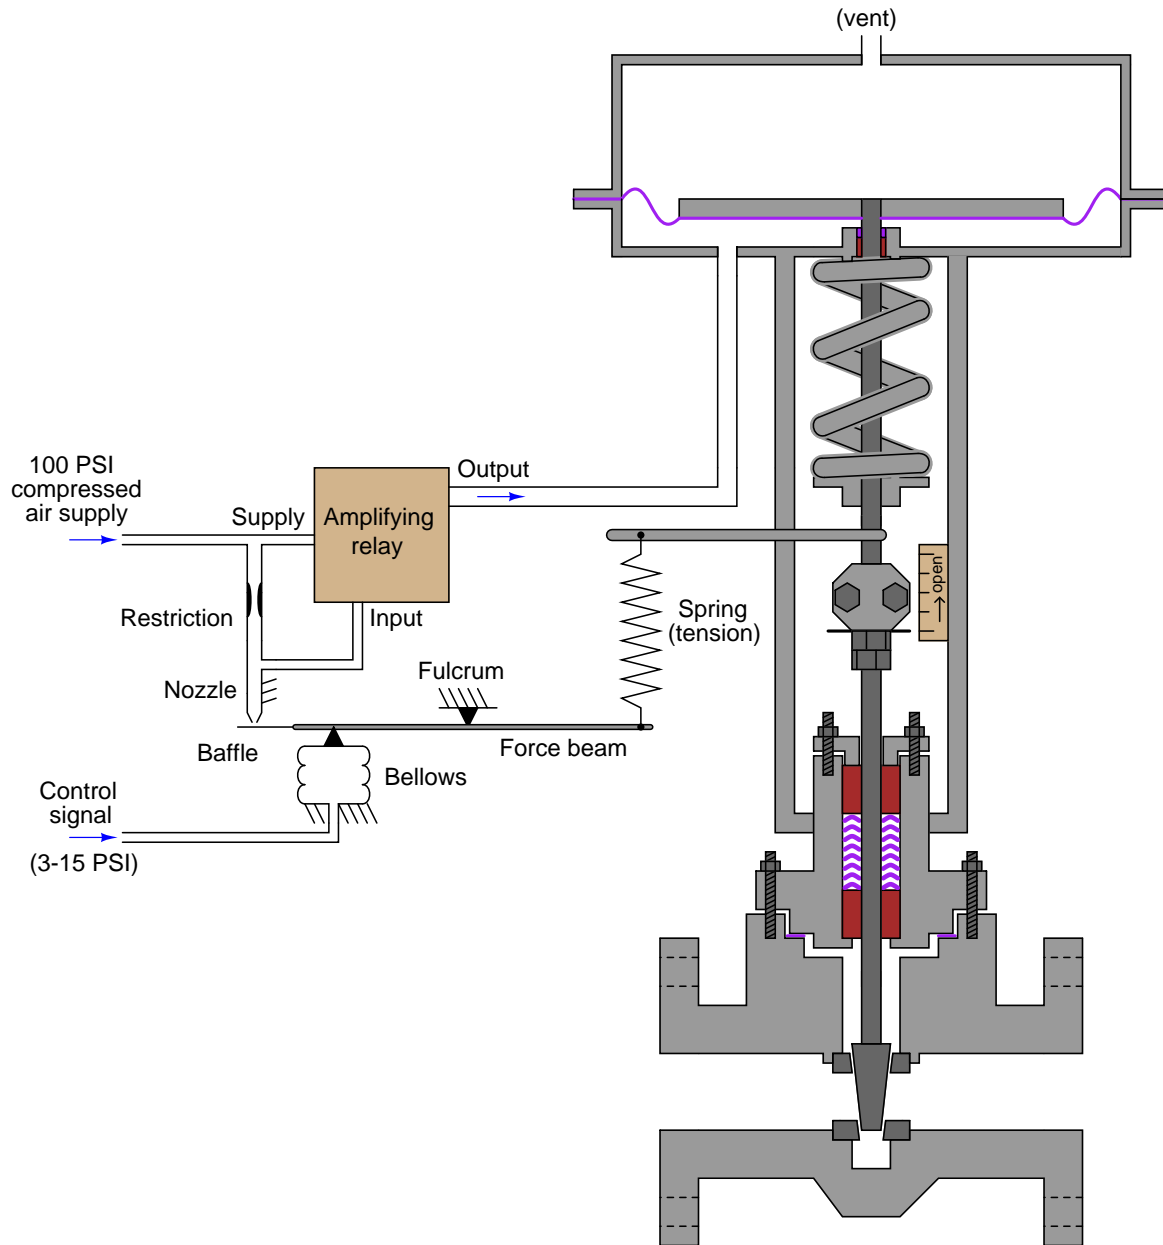 (vent)
100 PSI
compressed
air supply
Supply
Amplifying
relay
Output
Restriction
Input
Spring
(tension)
→ open
Nozzle
Fulcrum
Baffle
Force beam
Bellows
Control
signal
(3-15 PSI)